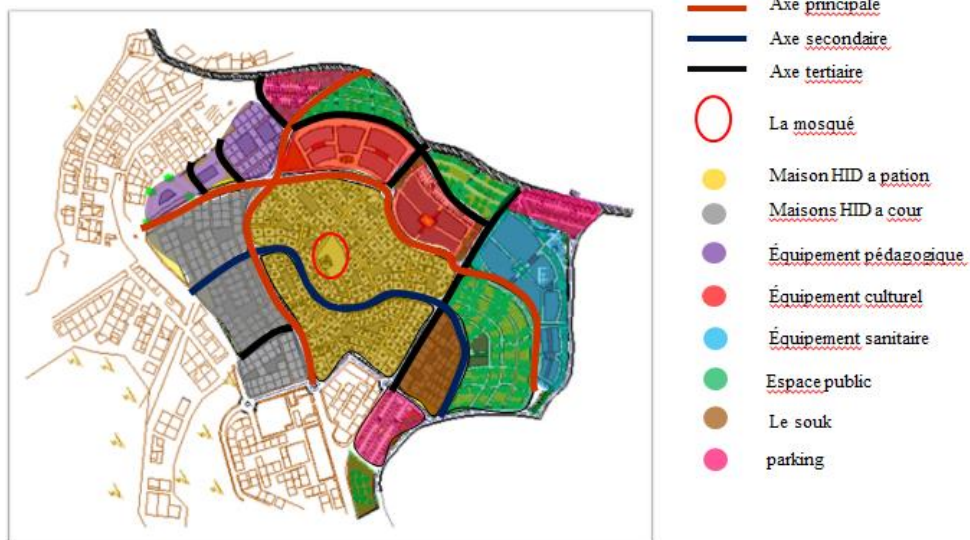 Axe principale
Axe secondaire
Axe tertiaire
La mosqué
Maison HID a pation
Maisons HID a cour
Équipement pédagogique
Équipement culturel
Équipement sanitaire
Espace public
Le souk
parking
E